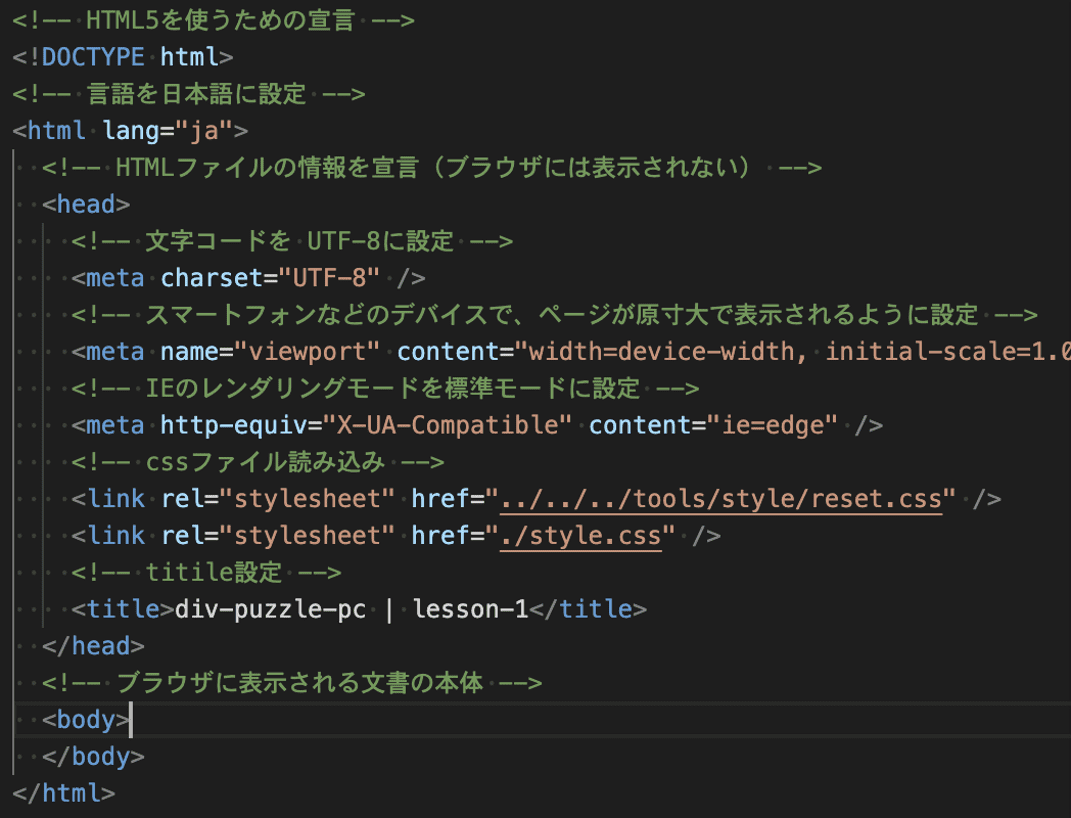 <!-- HTML5を使うための宣言 -->
<!DOCTYPE html>
<!-- 言語を日本語に設定 -->
<html lang="ja">
<!-- HTMLファイルの情報を宣言（ブラウザには表示されない） -->
<head>
<!-- 文字コードを UTF-8に設定 -->
<meta charset="UTF-8" />
<!-- スマートフォンなどのデバイスで、ページが原寸大で表示されるように設定 -->
<meta name="viewport" content="width=device-width, initial-scale=1.0
<!-- IEのレンダリングモードを標準モードに設定 -->
<meta http-equiv="X-UA-Compatible" content="ie=edge" />
<!-- cssファイル読み込み -->
<link rel="stylesheet" href="../../../tools/style/reset.css" />
<link rel="stylesheet" href="./style.css" />
<!-- titile設定 -->
<title>div-puzzle-pc | lesson-1</title>
</head>
<!-- ブラウザに表示される文書の本体 -->
<body>
</body>
</html>